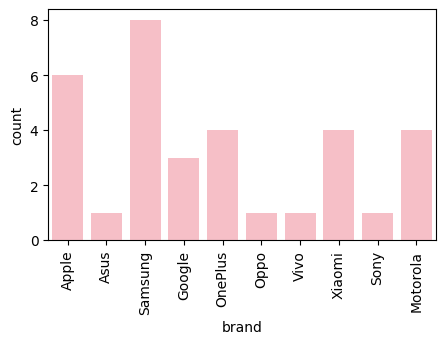 8
6
4
2
0
count
Apple
Asus
Samsung
Google
OnePlus
Oppo
Vivo
Xiaomi
Sony
Motorola
brand